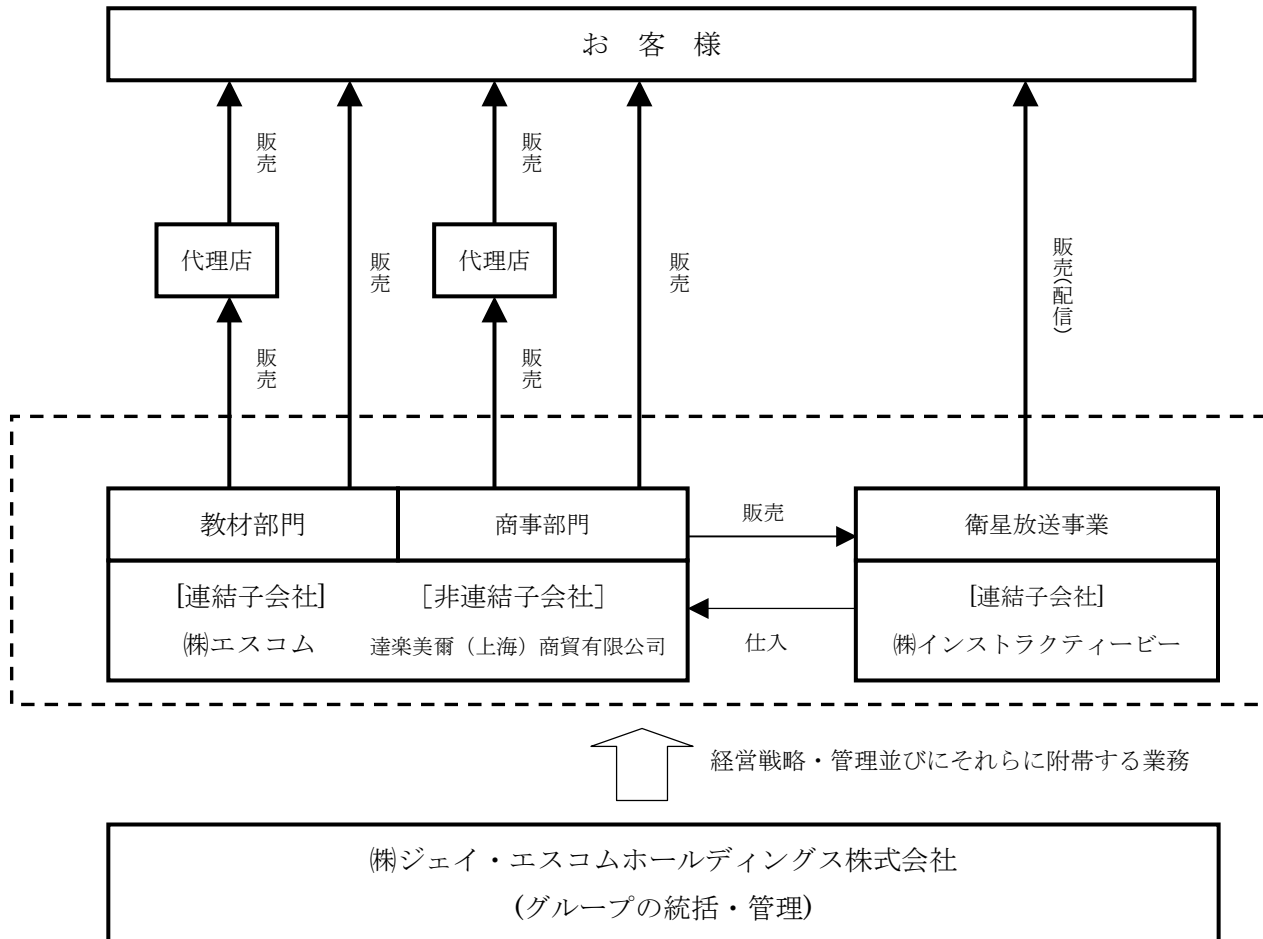 お 客 様
販売
販売
代理店
代理店
販売
販売
販売(配信)
販売
販売
教材部門
商事部門
販売
衛星放送事業
[連結子会社]
［非連結子会社］
[連結子会社]
㈱エスコム
達楽美爾（上海）商貿有限公司
仕入
㈱インストラクティービー
経営戦略・管理並びにそれらに附帯する業務
㈱ジェイ・エスコムホールディングス株式会社
(グループの統括・管理)